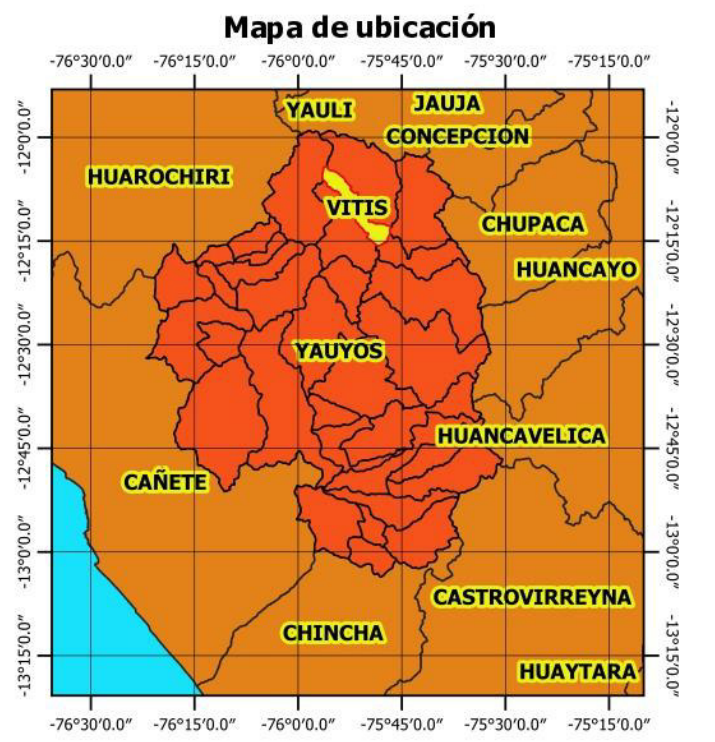 Mapa de ubicación
-76°30'0.0" -76°15'0.0" -76°0'0.0" -75°45'0.0" -75°30'0.0" -75°15'0.0"
YAULI
JAUJA
CONCEPCION
HUAROCHIRI
VITIS
CHUPACA
HUANCAYO
YAUYOS
HUANCAVELICA
CAÑETE
CASTROVIRREYNA
CHINCHA
HUAYTARA
-12°0'0.0"
-12°15'0.0"
-12°30'0.0"
-12°45'0.0"
-13°0'0.0"
-13°15'0.0"
-12°0'0.0"
-12°15'0.0"
-12°30'0.0"
-12°45'0.0"
-13°0'0.0"
-13°15'0.0"
-76°30'0.0" -76°15'0.0" -76°0'0.0" -75°45'0.0" -75°30'0.0" -75°15'0.0"